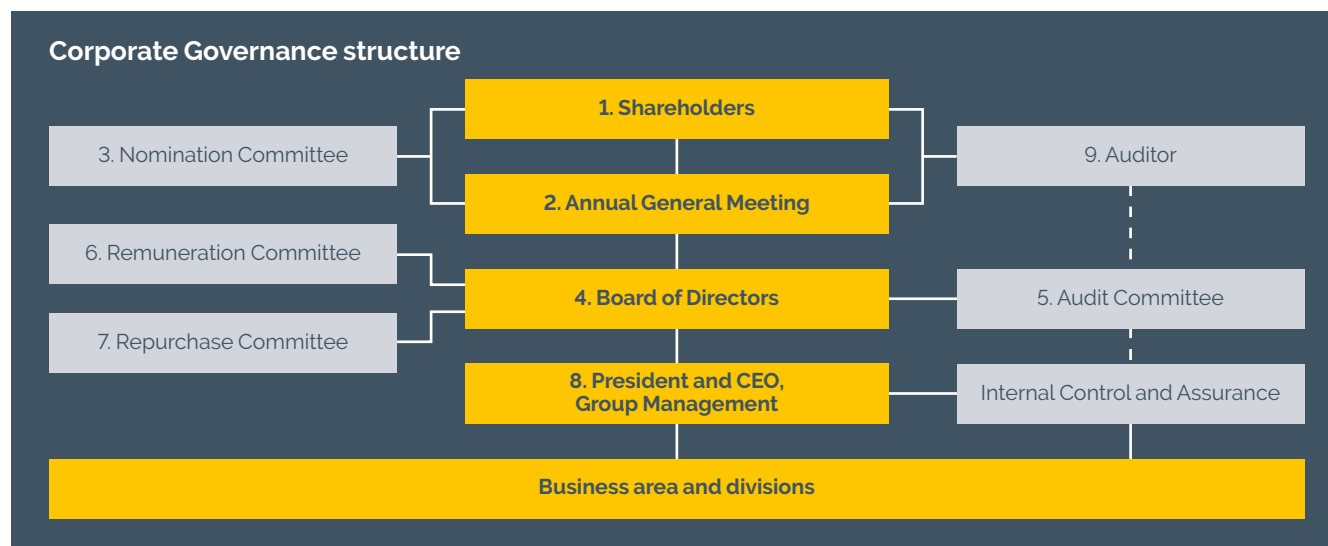 Corporate Governance structure
1. Shareholders
3. Nomination Committee
9. Auditor
2. Annual General Meeting
6. Remuneration Committee
4. Board of Directors
5. Audit Committee
7. Repurchase Committee
8. President and CEO,
Group Management
Internal Control and Assurance
Business area and divisions